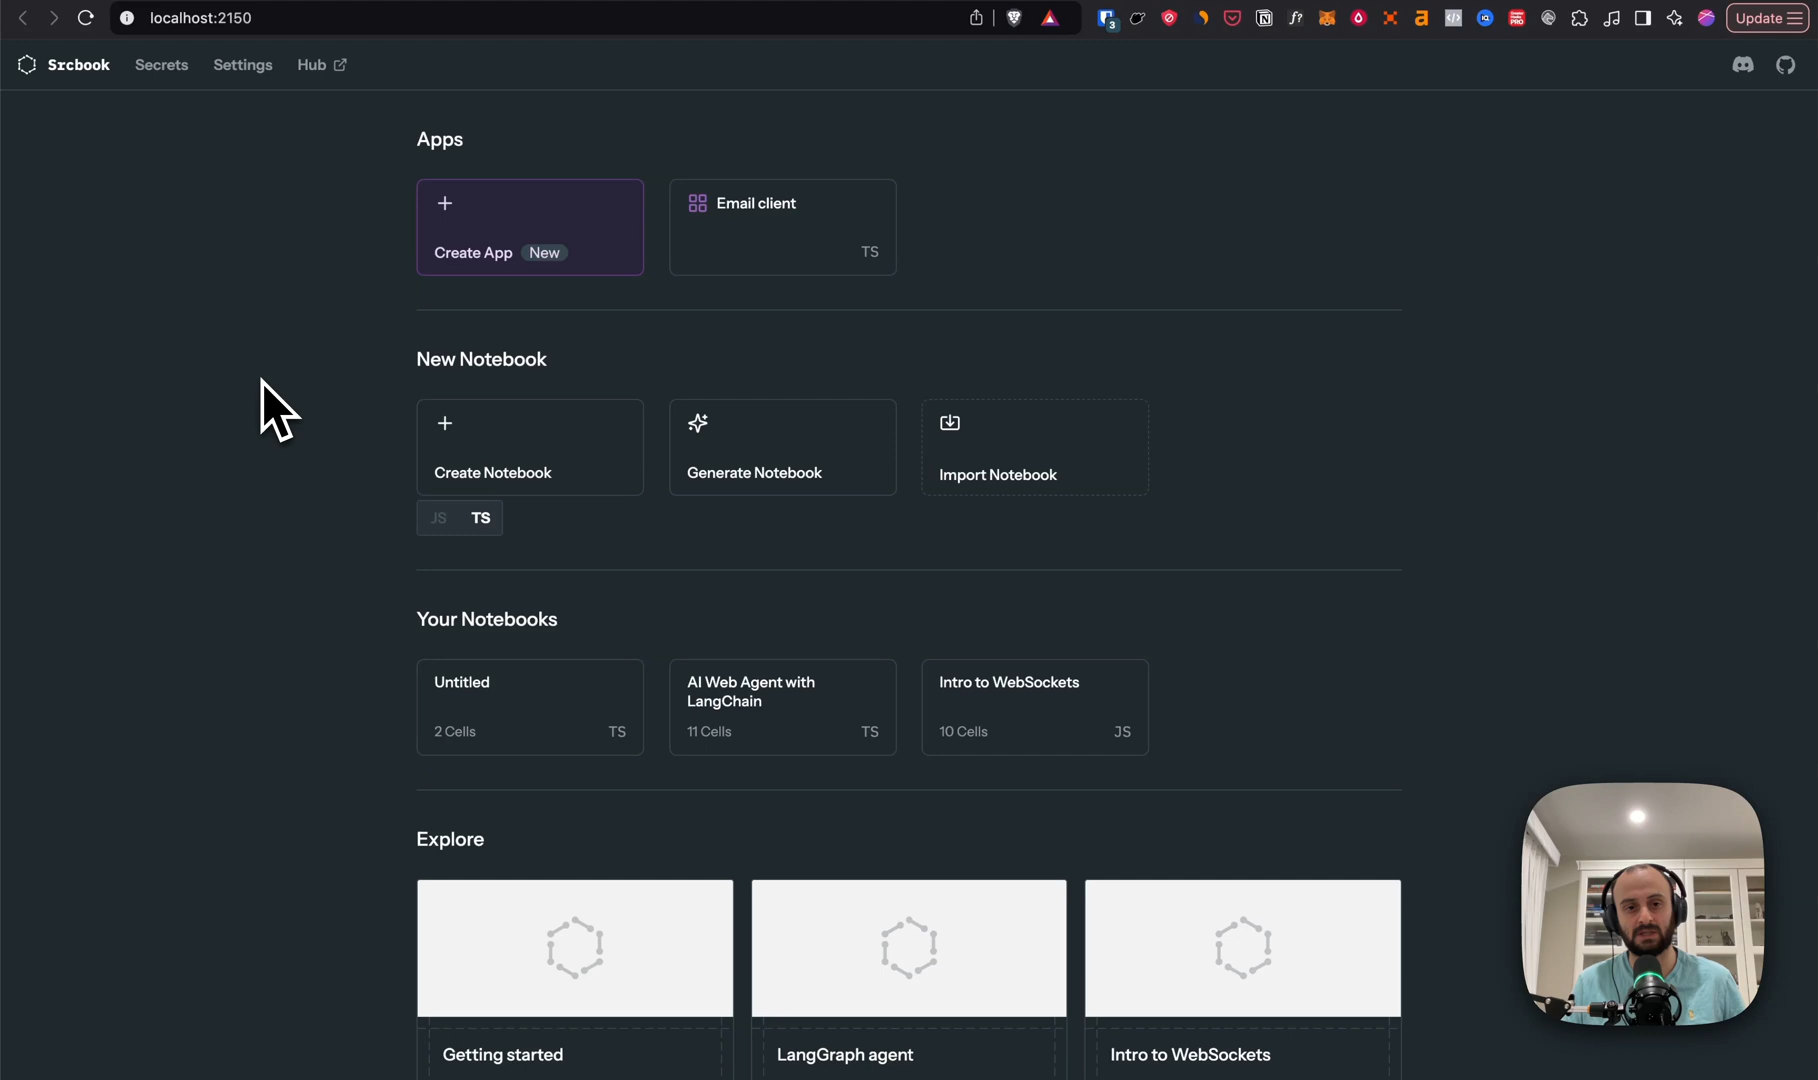 localhost:2150
3
Update
Srcbook
Secrets
Settings
Hub
Apps
Create App New
Email client
TS
New Notebook
Create Notebook
Generate Notebook
Import Notebook
JS TS
Your Notebooks
Untitled
2 Cells TS
AI Web Agent with
LangChain
11 Cells TS
Intro to WebSockets
10 Cells JS
Explore
Getting started
LangGraph agent
Intro to WebSockets